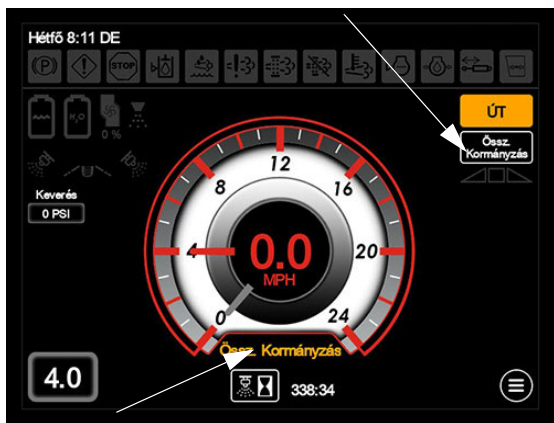 Hétfő 8:11 DE
(P)
STOP
H₂O
0 %
ÚT
Össz.
Kormányzás
Keverés
0 PSI
12
8
16
4
20
0
24
0.0
MPH
Össz. Kormányzás
4.0
338:34